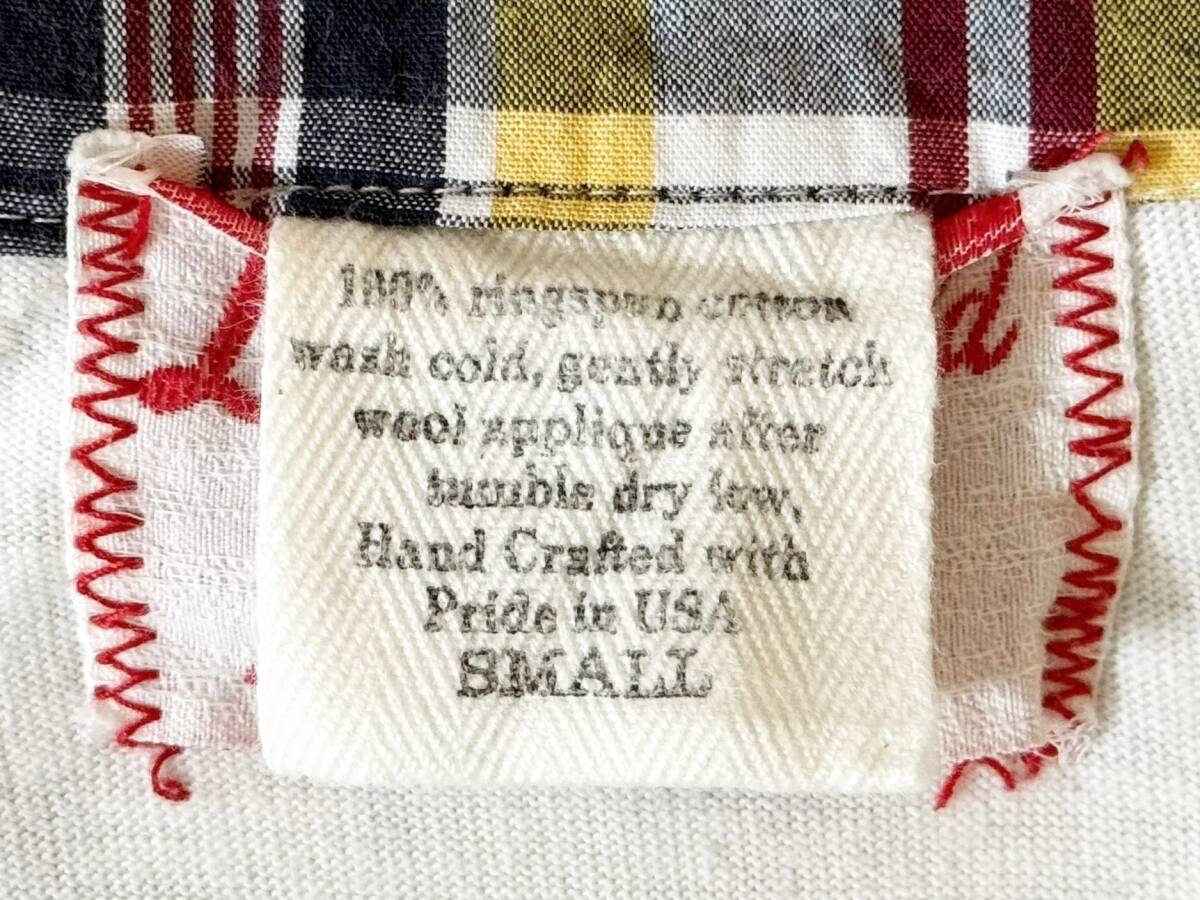 100% ringspun cotton
wash cold, gently stretch
wool applique after
tumble dry low,
Hand Crafted with
Pride in USA
SMALL